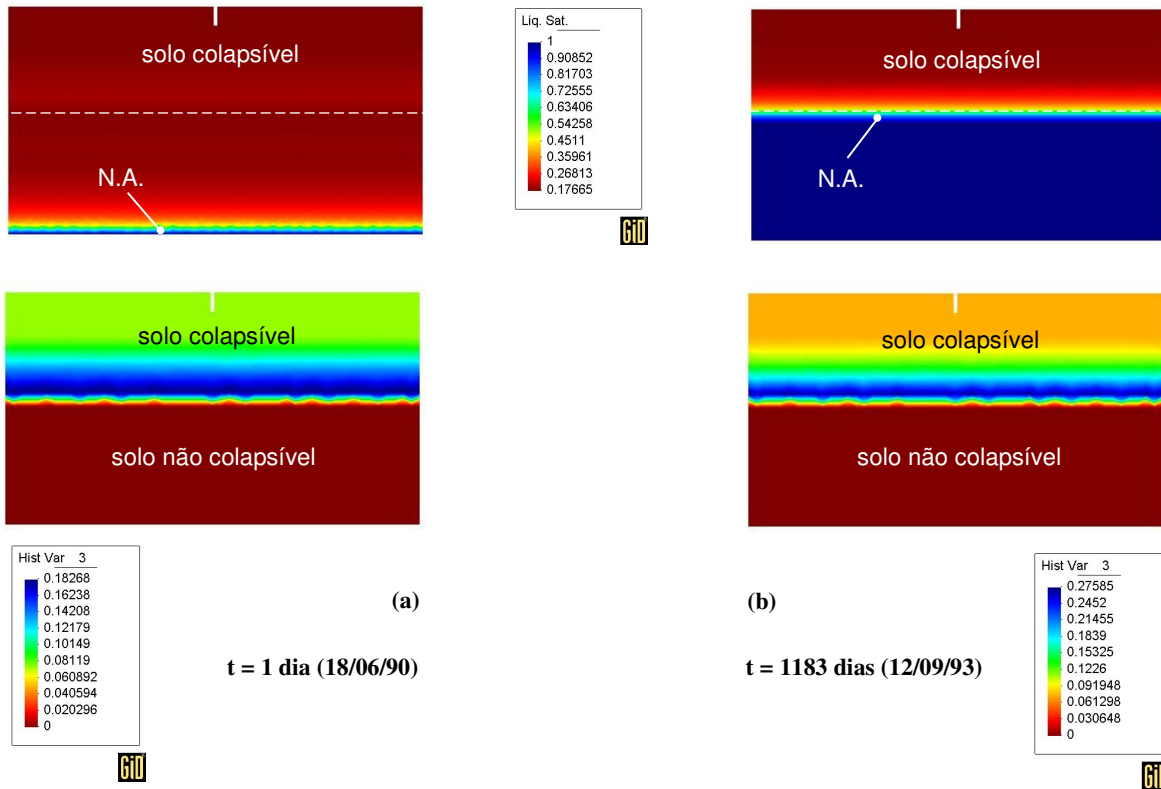 solo colapsível
N.A.
Liq. Sat.
1
0.90852
0.81703
0.72555
0.63406
0.54258
0.4511
0.35961
0.26813
0.17665
GiD
solo colapsível
N.A.
solo colapsível
solo não colapsível
solo colapsível
solo não colapsível
Hist Var 3
0.18268
0.16238
0.14208
0.12179
0.10149
0.08119
0.060892
0.040594
0.020296
0
GiD
(a)
t = 1 dia (18/06/90)
(b)
t = 1183 dias (12/09/93)
Hist Var 3
0.27585
0.2452
0.21455
0.1839
0.15325
0.1226
0.091948
0.061298
0.030648
0
GiD